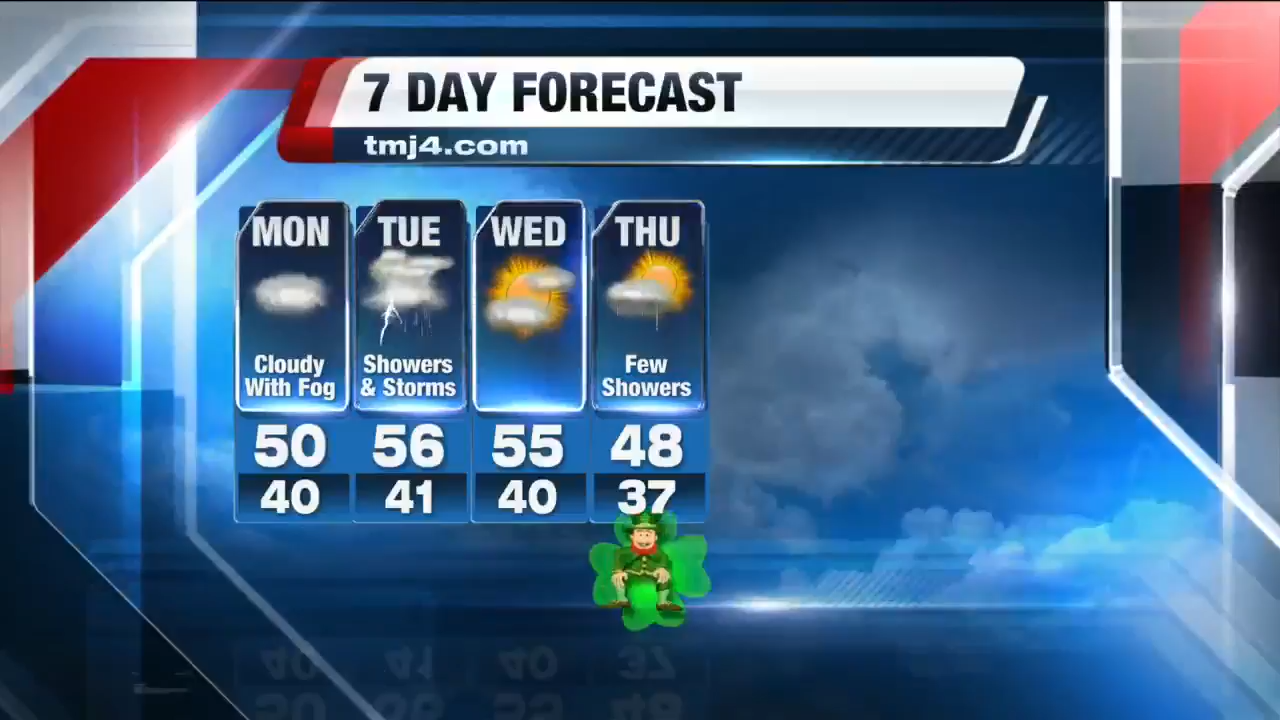 7 DAY FORECAST
tmj4.com
MON TUE WED THU
Cloudy With Fog
Showers & Storms
Few Showers
50 56 55 48
40 41 40 37